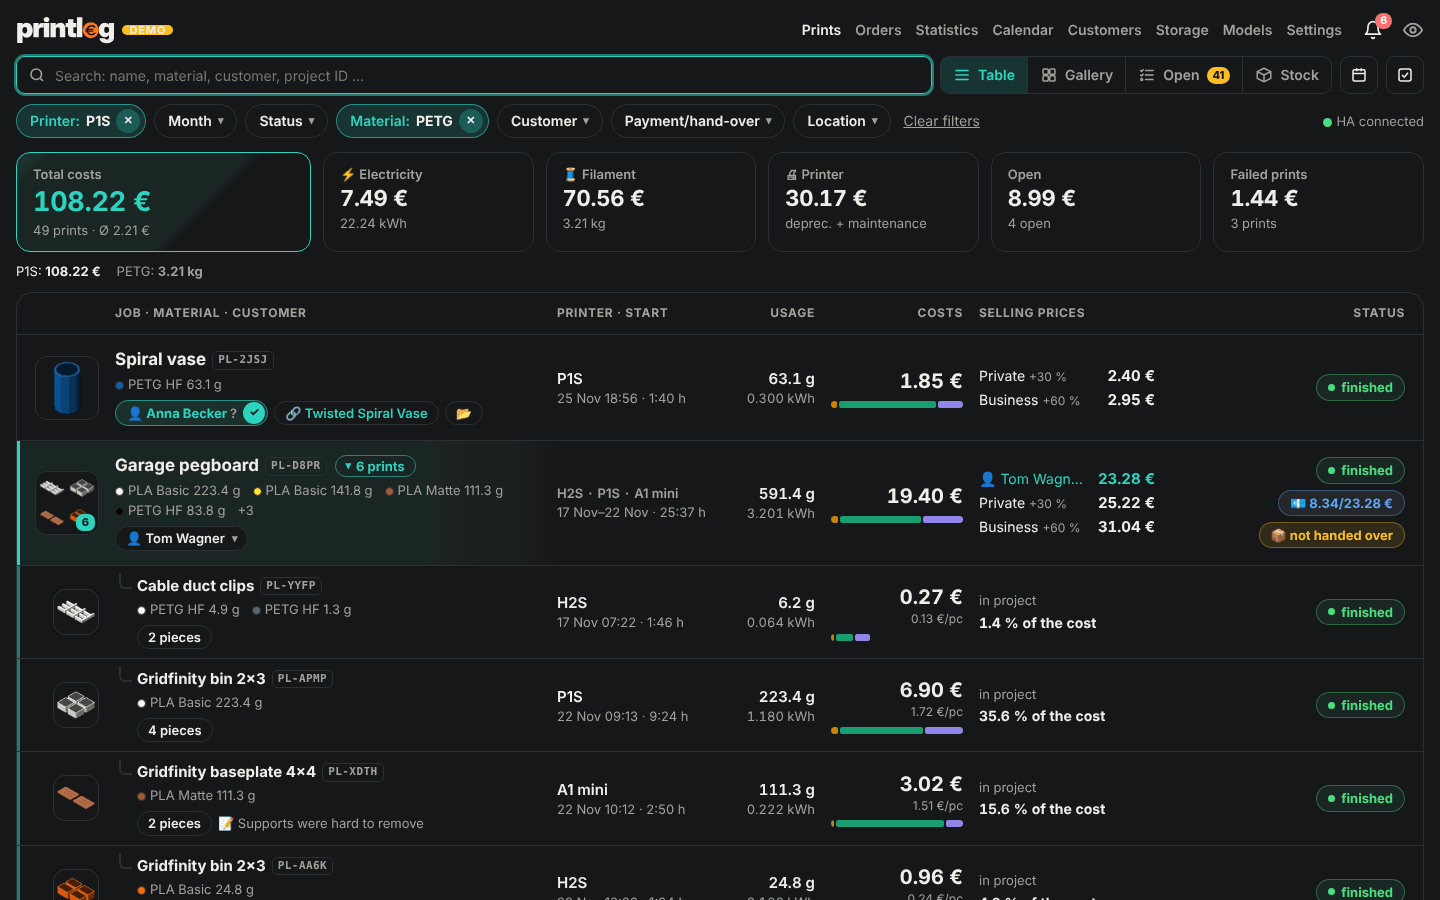 printlog DEMO
Prints Orders Statistics Calendar Customers Storage Models Settings 6
Search: name, material, customer, project ID ...
Table Gallery Open 41 Stock
Printer: P1S × Month ▾ Status ▾ Material: PETG × Customer ▾ Payment/hand-over ▾ Location ▾ Clear filters
HA connected
Total costs
108.22 €
49 prints · Ø 2.21 €
⚡ Electricity
7.49 €
22.24 kWh
🧵 Filament
70.56 €
3.21 kg
🖨 Printer
30.17 €
deprec. + maintenance
Open
8.99 €
4 open
Failed prints
1.44 €
3 prints
P1S: 108.22 € PETG: 3.21 kg
JOB · MATERIAL · CUSTOMER PRINTER · START USAGE COSTS SELLING PRICES STATUS
Spiral vase PL-2JSJ
PETG HF 63.1 g
👤 Anna Becker ? ✓ 🔗 Twisted Spiral Vase 📂
P1S
25 Nov 18:56 · 1:40 h
63.1 g
0.300 kWh
1.85 €
Private +30 % 2.40 €
Business +60 % 2.95 €
finished
Garage pegboard PL-D8PR ▾ 6 prints
PLA Basic 223.4 g PLA Basic 141.8 g PLA Matte 111.3 g
PETG HF 83.8 g +3
👤 Tom Wagner ▾
6
H2S · P1S · A1 mini
17 Nov–22 Nov · 25:37 h
591.4 g
3.201 kWh
19.40 €
👤 Tom Wagn... 23.28 €
Private +30 % 25.22 €
Business +60 % 31.04 €
finished
💶 8.34/23.28 €
📦 not handed over
Cable duct clips PL-YYFP
PETG HF 4.9 g PETG HF 1.3 g
2 pieces
H2S
17 Nov 07:22 · 1:46 h
6.2 g
0.064 kWh
0.27 €
0.13 €/pc
in project
1.4 % of the cost
finished
Gridfinity bin 2×3 PL-APMP
PLA Basic 223.4 g
4 pieces
P1S
22 Nov 09:13 · 9:24 h
223.4 g
1.180 kWh
6.90 €
1.72 €/pc
in project
35.6 % of the cost
finished
Gridfinity baseplate 4×4 PL-XDTH
PLA Matte 111.3 g
2 pieces 📝 Supports were hard to remove
A1 mini
22 Nov 10:12 · 2:50 h
111.3 g
0.222 kWh
3.02 €
1.51 €/pc
in project
15.6 % of the cost
finished
Gridfinity bin 2×3 PL-AA6K
PLA Basic 24.8 g
H2S
24.8 g
0.96 €
in project
finished